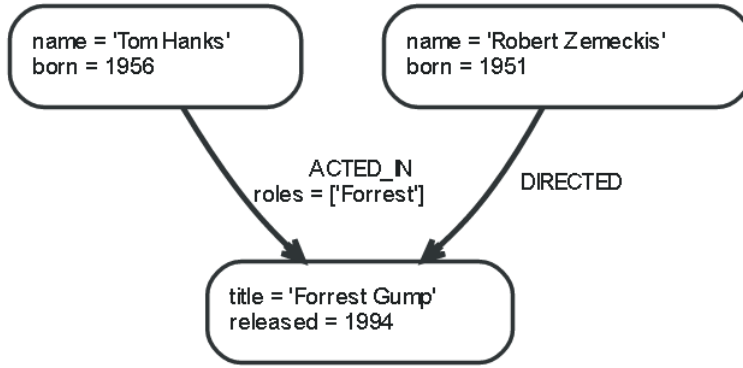 name = 'Tom Hanks'
born = 1956
name = 'Robert Zemeckis'
born = 1951
ACTED_IN
roles = ['Forrest']
DIRECTED
title = 'Forrest Gump'
released = 1994